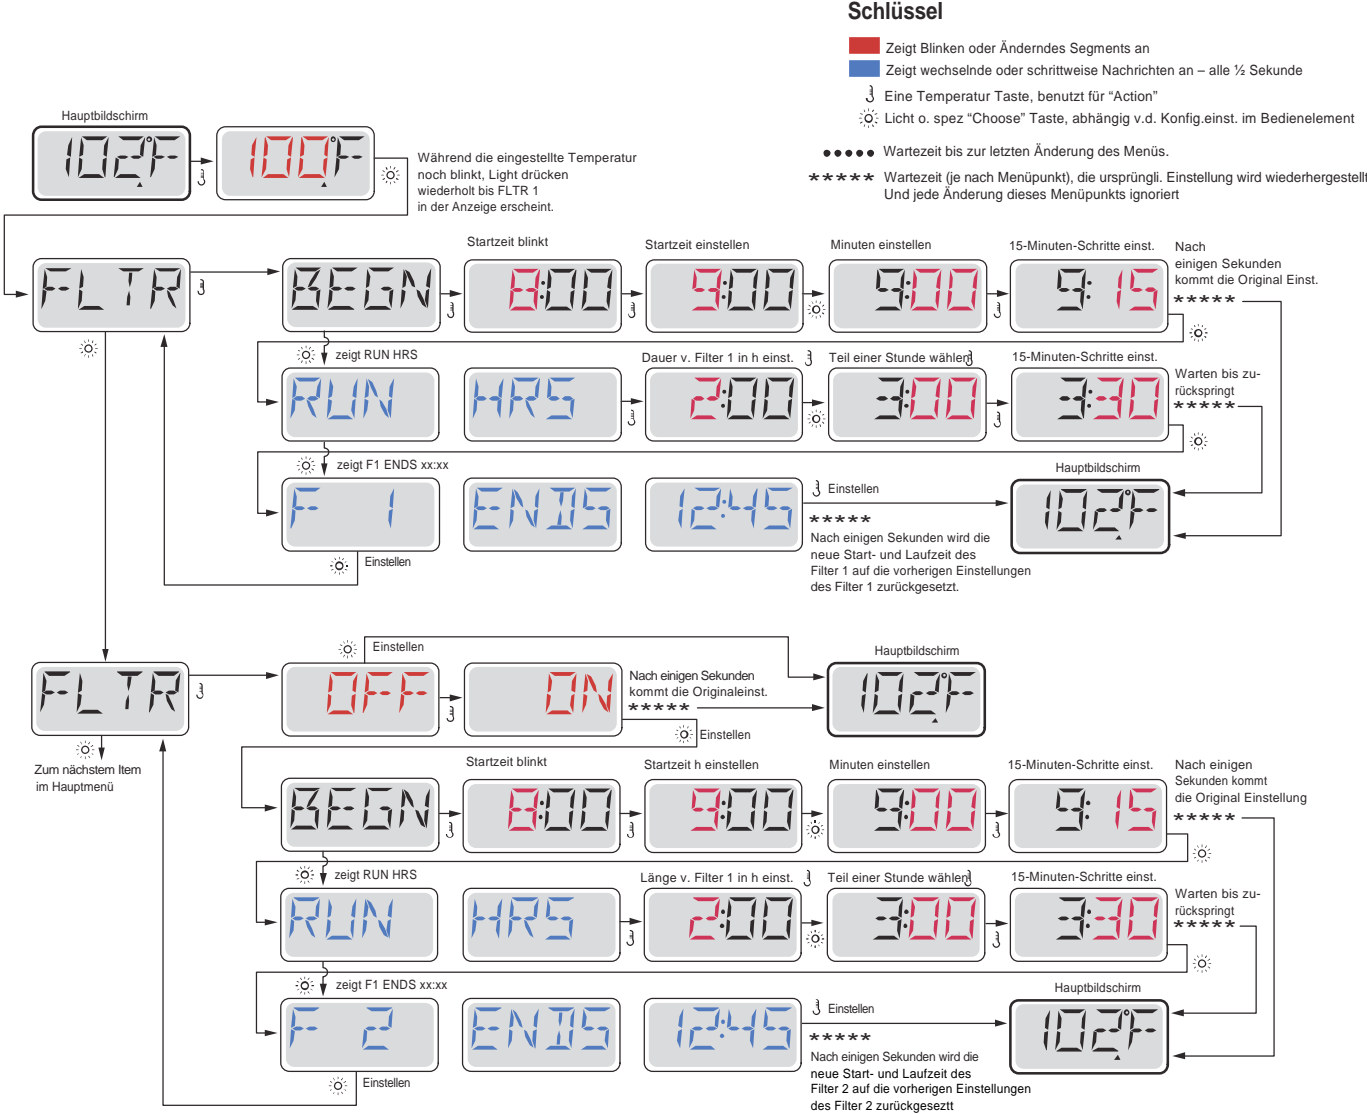 Schlüssel
Zeigt Blinken oder Änderndes Segments an
Zeigt wechselnde oder schrittweise Nachrichten an – alle ½ Sekunde
Eine Temperatur Taste, benutzt für “Action”
Licht o. spez “Choose” Taste, abhängig v.d. Konfig.einst. im Bedienelement
Wartezeit bis zur letzten Änderung des Menüs.
***** Wartezeit (je nach Menüpunkt), die ursprüngli. Einstellung wird wiederhergestellt
Und jede Änderung dieses Menüpunkts ignoriert
Hauptbildschirm
102°F
100°F
Während die eingestellte Temperatur
noch blinkt, Light drücken
wiederholt bis FLTR 1
in der Anzeige erscheint.
Startzeit blinkt
Startzeit einstellen
Minuten einstellen
15-Minuten-Schritte einst.
Nach
einigen Sekunden
kommt die Original Einst.
*****
FLTR
BEGN
8:00
9:00
9:00
9:15
zeigt RUN HRS
Dauer v. Filter 1 in h einst.
Teil einer Stunde wählen
15-Minuten-Schritte einst.
Warten bis zu-
rückspringt
*****
RUN
HRS
2:00
3:00
3:30
zeigt F1 ENDS xx:xx
Hauptbildschirm
F 1
ENDS
12:45
Einstellen
*****
Nach einigen Sekunden wird die
neue Start- und Laufzeit des
Filter 1 auf die vorherigen Einstellungen
des Filter 1 zurückgesetzt.
102°F
Einstellen
Einstellen
Hauptbildschirm
FLTR
OFF
ON
Nach einigen Sekunden
kommt die Originaleinst.
*****
102°F
Einstellen
Zum nächstem Item
im Hauptmenü
Startzeit blinkt
Startzeit h einstellen
Minuten einstellen
15-Minuten-Schritte einst.
Nach einigen
Sekunden kommt
die Original Einstellung
*****
BEGN
8:00
9:00
9:00
9:15
zeigt RUN HRS
Länge v. Filter 1 in h einst.
Teil einer Stunde wählen
15-Minuten-Schritte einst.
Warten bis zu-
rückspringt
*****
RUN
HRS
2:00
3:00
3:30
zeigt F1 ENDS xx:xx
Hauptbildschirm
F 2
ENDS
12:45
Einstellen
*****
Nach einigen Sekunden wird die
neue Start- und Laufzeit des
Filter 2 auf die vorherigen Einstellungen
des Filter 2 zurückgeseztt
102°F
Einstellen